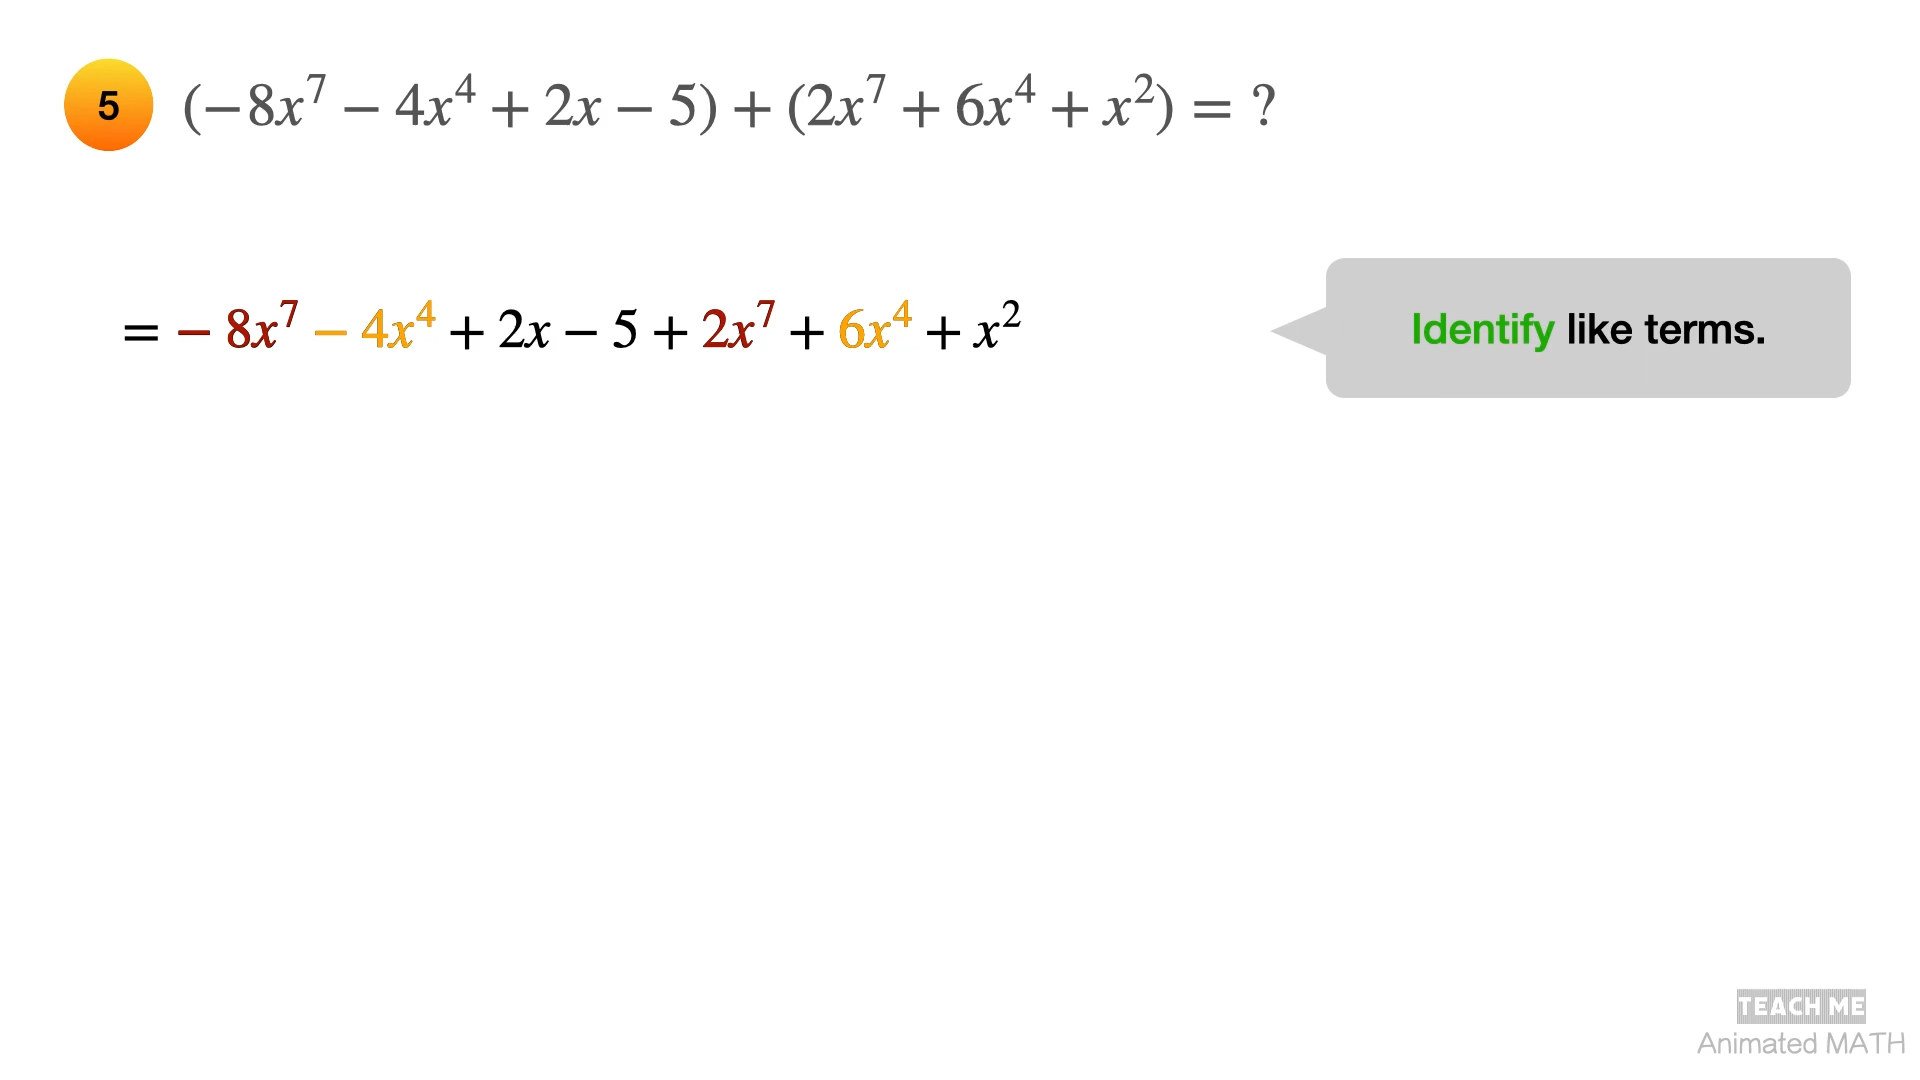 5 (−8x⁷ − 4x⁴ + 2x − 5) + (2x⁷ + 6x⁴ + x²) = ?
= − 8x⁷ − 4x⁴ + 2x − 5 + 2x⁷ + 6x⁴ + x²
Identify like terms.
TEACH ME
Animated MATH